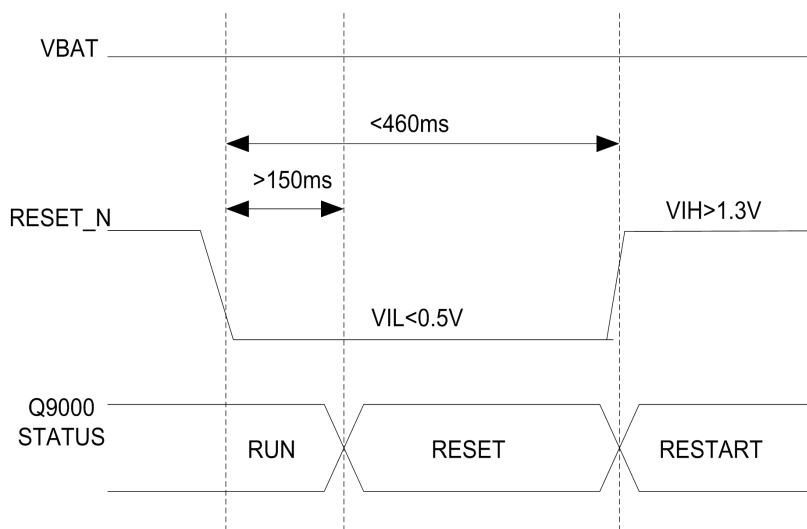 VBAT
<460ms
>150ms
RESET_N
VIH>1.3V
VIL<0.5V
Q9000
STATUS
RUN
RESET
RESTART